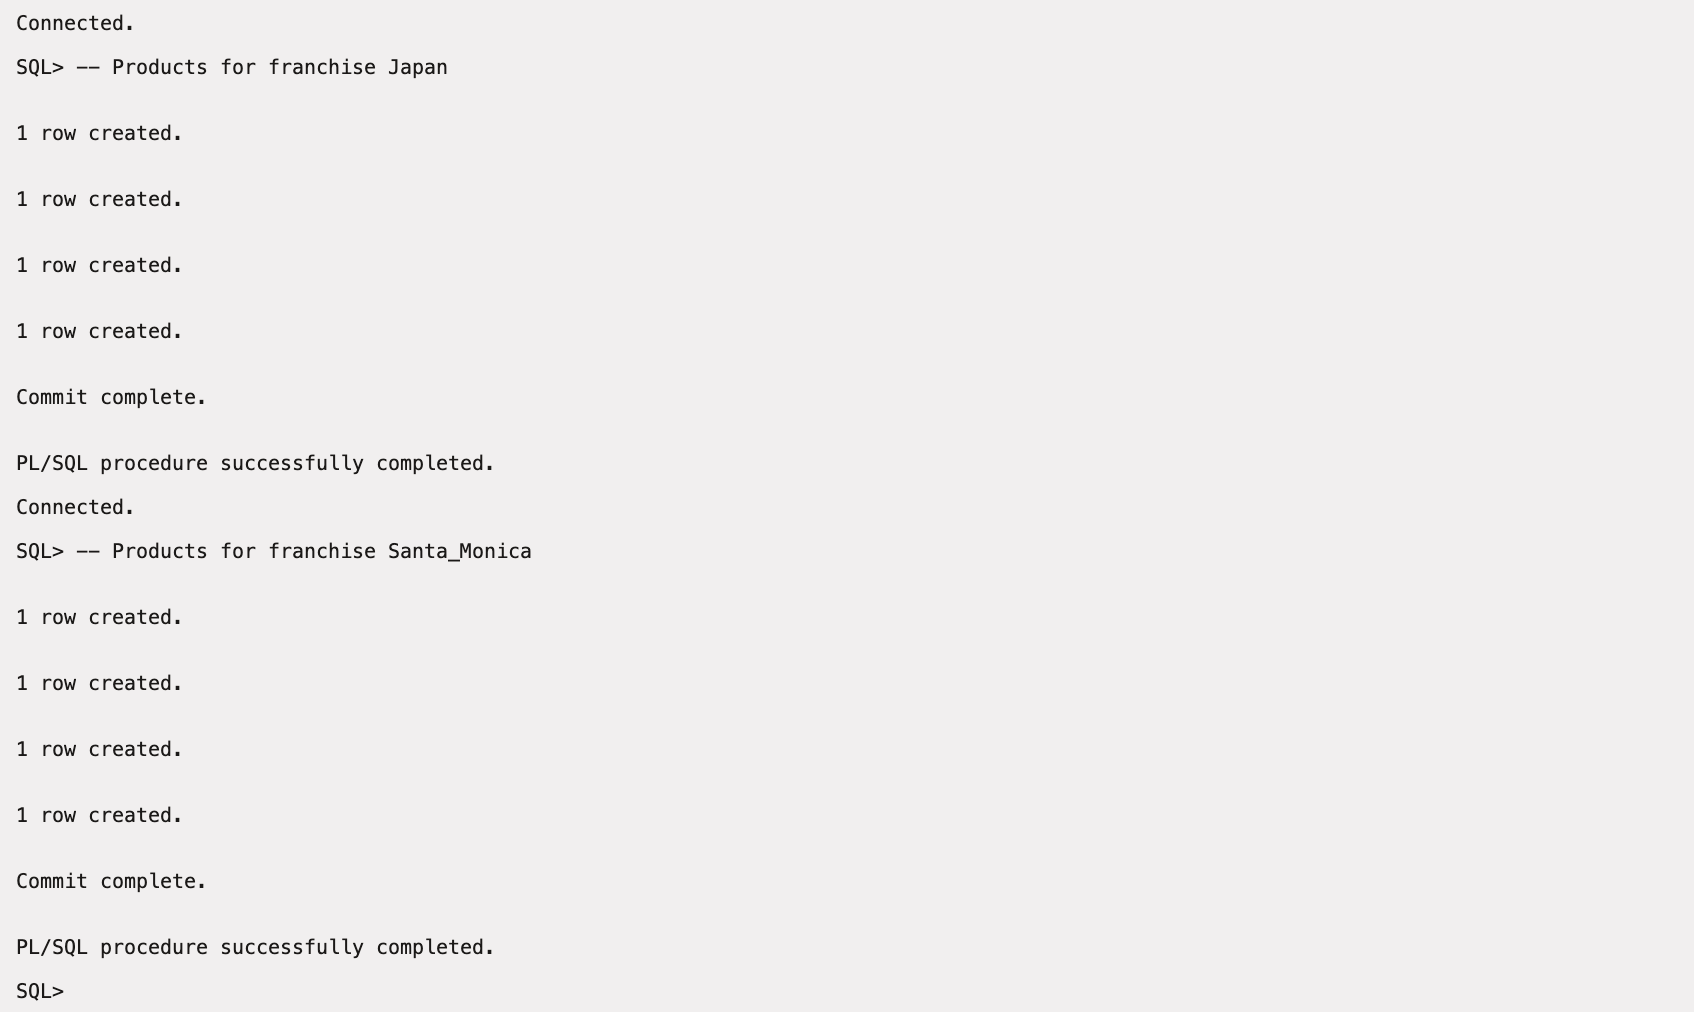 Connected.
SQL> -- Products for franchise Japan
1 row created.
1 row created.
1 row created.
1 row created.
Commit complete.
PL/SQL procedure successfully completed.
Connected.
SQL> -- Products for franchise Santa_Monica
1 row created.
1 row created.
1 row created.
1 row created.
Commit complete.
PL/SQL procedure successfully completed.
SQL>